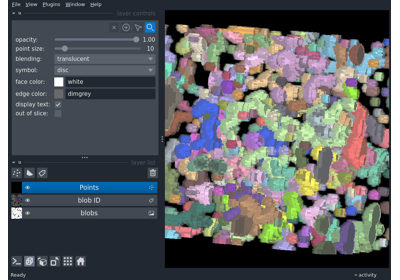 File View Plugins Window Help
layer controls
opacity: 1.00
point size: 10
blending: translucent
symbol: disc
face color: white
edge color: dimgrey
display text:
out of slice:
layer list
Points
blob ID
blobs
Ready
activity